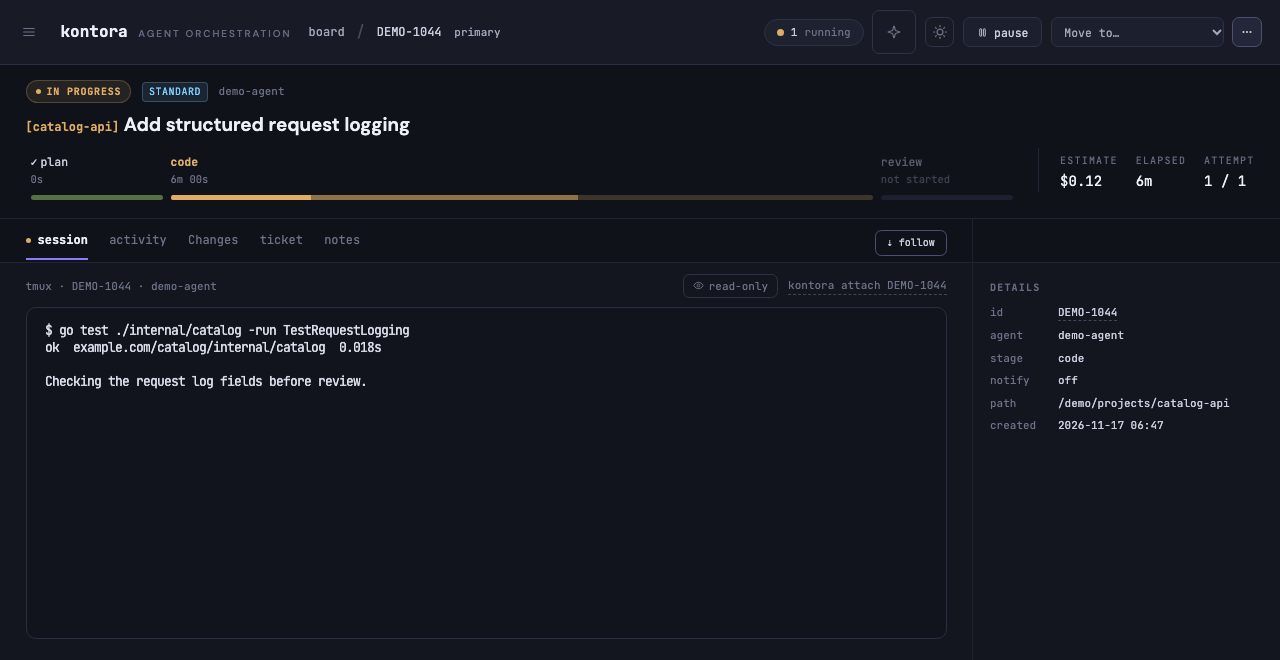 kontora AGENT ORCHESTRATION board / DEMO-1044 primary 1 running pause Move to… ···
IN PROGRESS STANDARD demo-agent
[catalog-api] Add structured request logging
✓ plan code review
0s 6m 00s not started
ESTIMATE ELAPSED ATTEMPT
$0.12 6m 1 / 1
session activity Changes ticket notes ↓ follow
tmux · DEMO-1044 · demo-agent read-only kontora attach DEMO-1044
$ go test ./internal/catalog -run TestRequestLogging
ok example.com/catalog/internal/catalog 0.018s
Checking the request log fields before review.
DETAILS
id DEMO-1044
agent demo-agent
stage code
notify off
path /demo/projects/catalog-api
created 2026-11-17 06:47